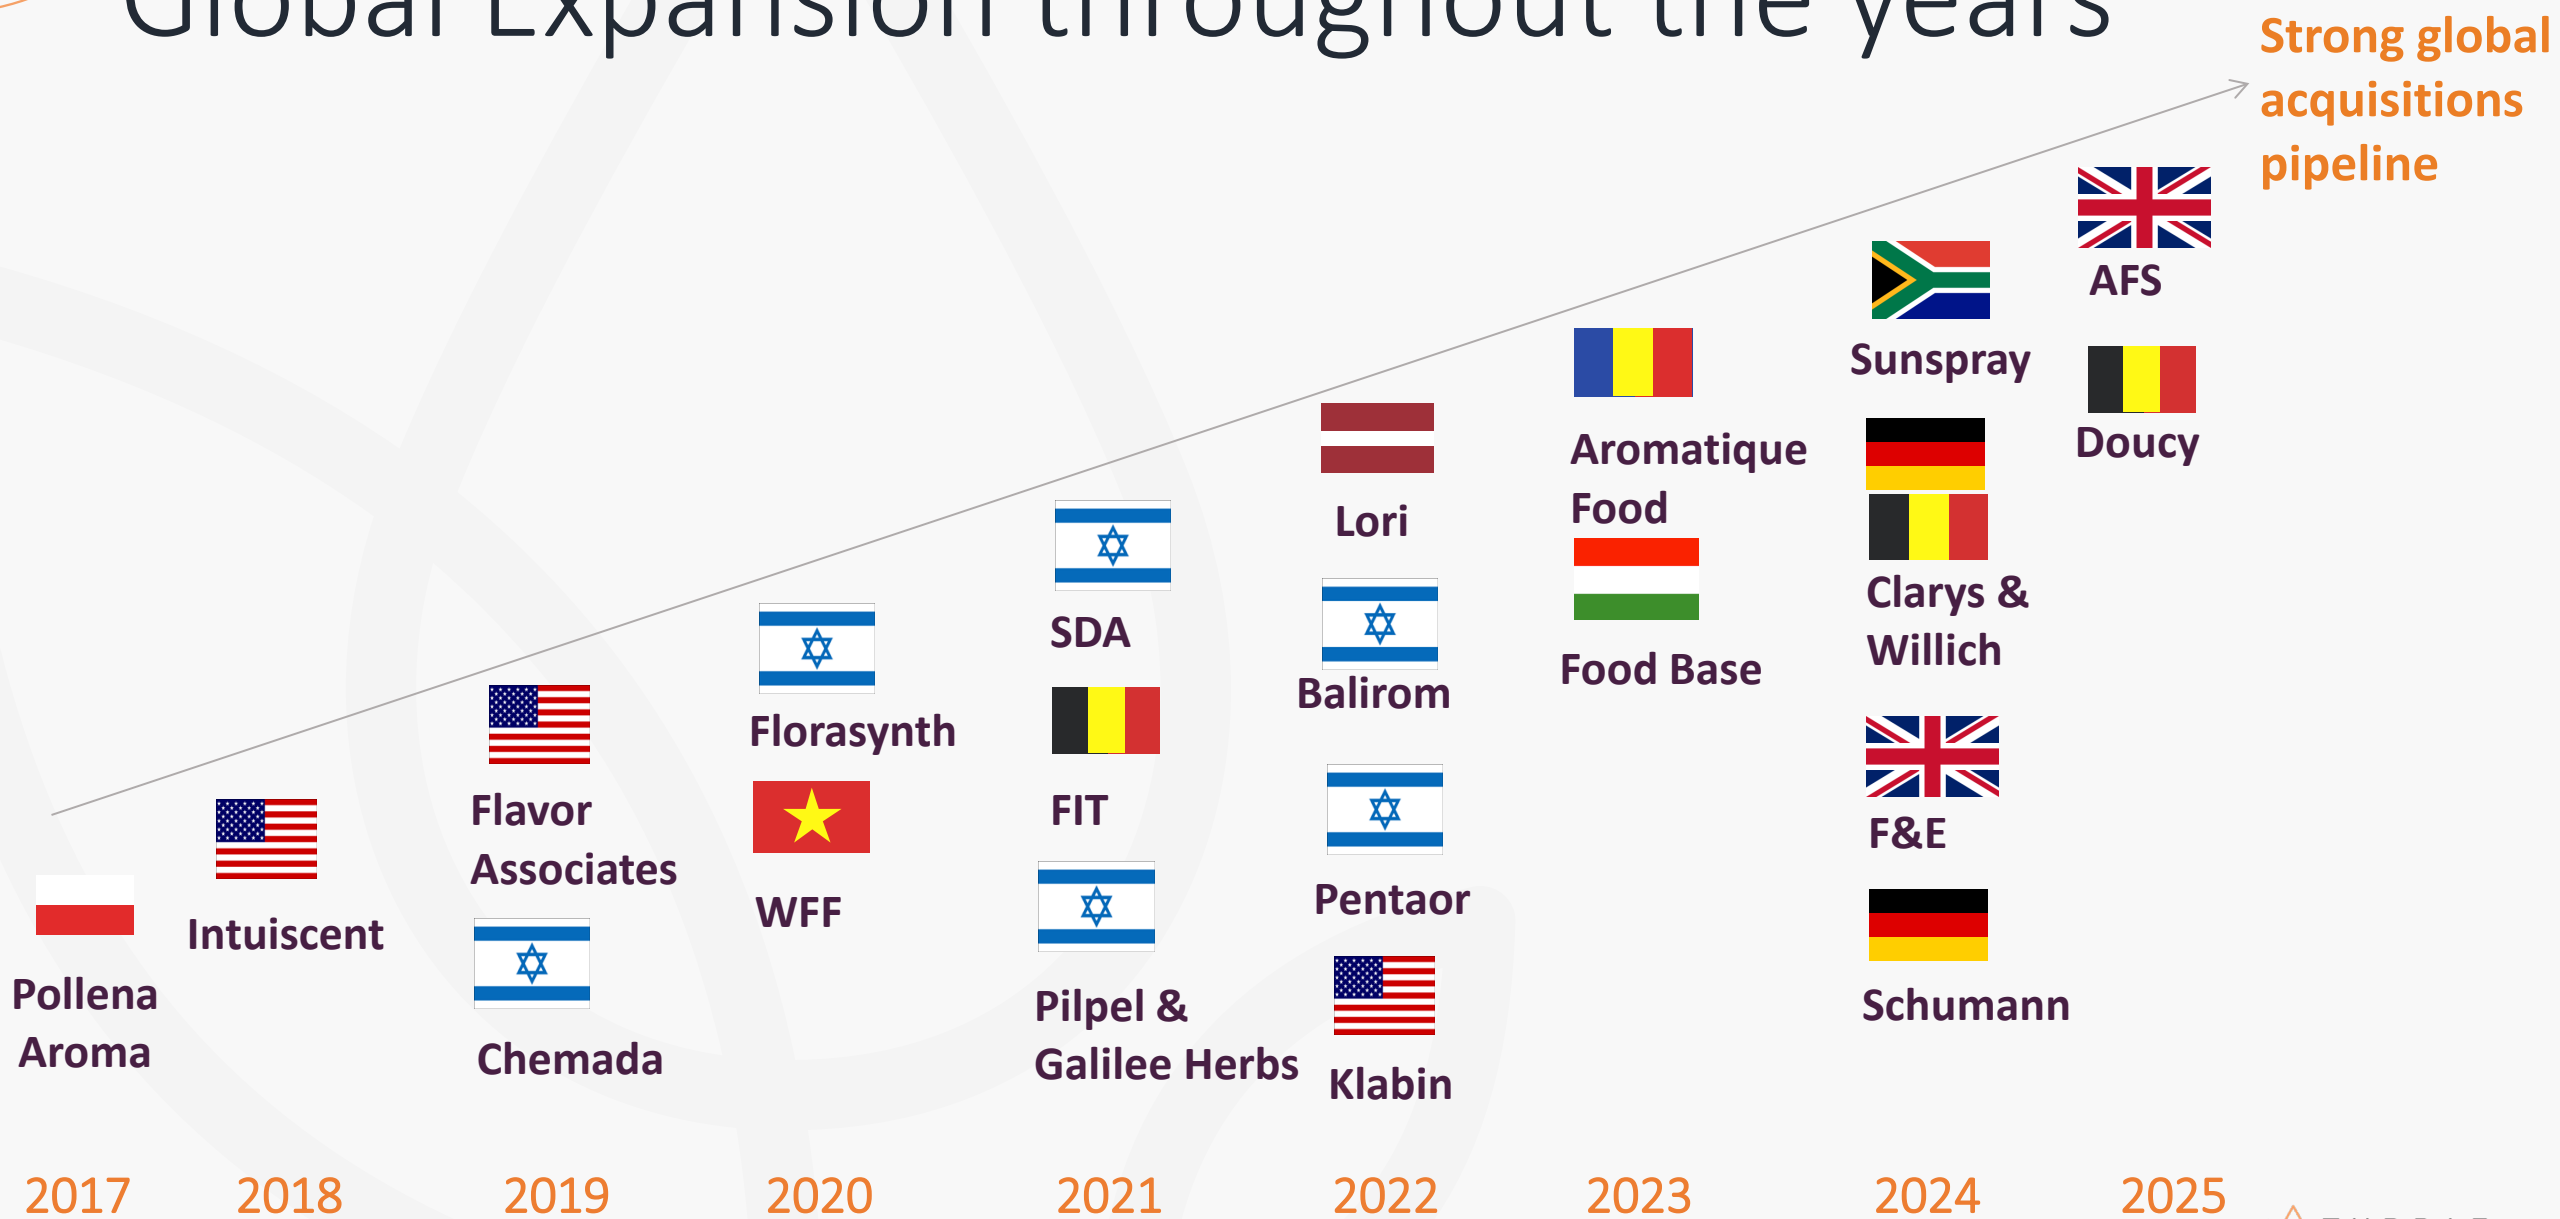 Global Expansion throughout the years
Strong global
acquisitions
pipeline
AFS
Sunspray
Doucy
Aromatique
Food
Lori
Clarys &
Willich
SDA
Food Base
Balirom
Florasynth
FIT
F&E
Flavor
Associates
Pentaor
WFF
Intuiscent
Pollena
Aroma
Pilpel &
Galilee Herbs
Schumann
Chemada
Klabin
2017 2018 2019 2020 2021 2022 2023 2024 2025